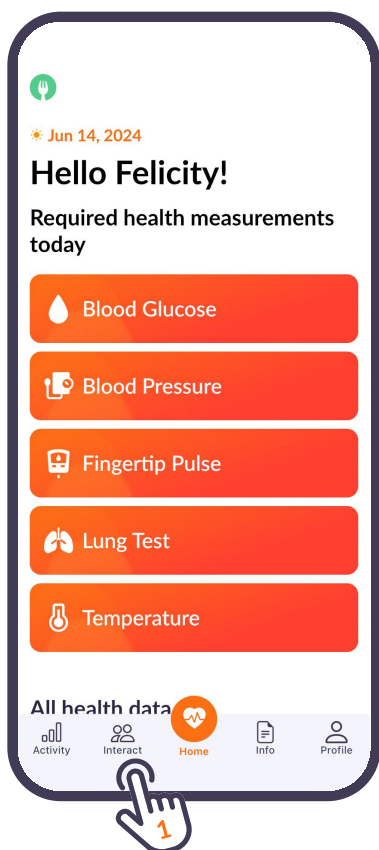 Jun 14, 2024
Hello Felicity!
Required health measurements
today
Blood Glucose
Blood Pressure
Fingertip Pulse
Lung Test
Temperature
All health data
Activity
Interact
Home
Info
Profile
1